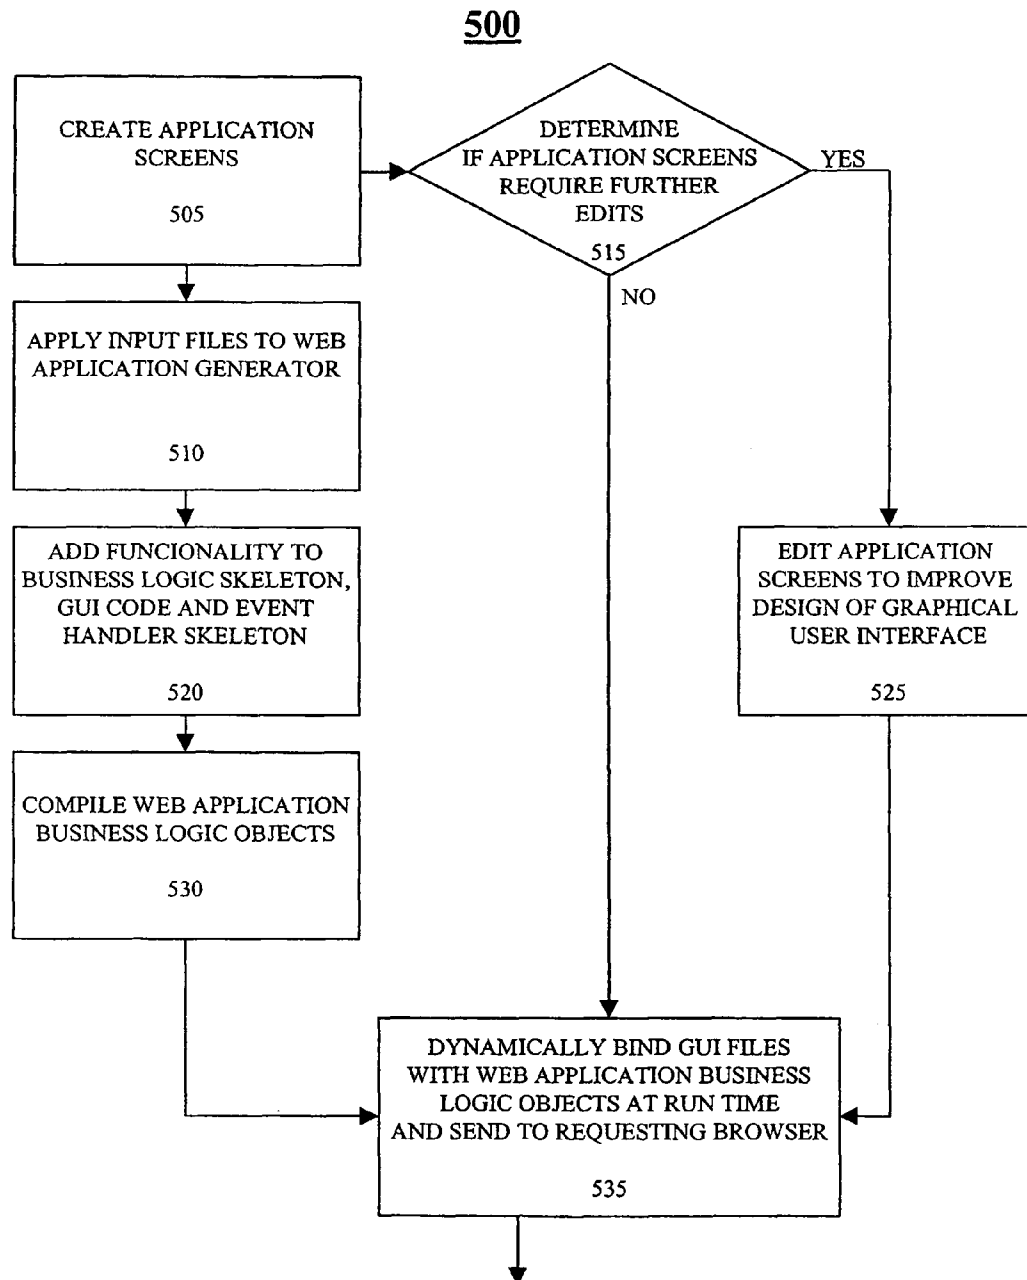 500
CREATE APPLICATION
SCREENS
505
DETERMINE
IF APPLICATION SCREENS
REQUIRE FURTHER
EDITS
515
YES
NO
APPLY INPUT FILES TO WEB
APPLICATION GENERATOR
510
ADD FUNCIONALITY TO
BUSINESS LOGIC SKELETON,
GUI CODE AND EVENT
HANDLER SKELETON
520
EDIT APPLICATION
SCREENS TO IMPROVE
DESIGN OF GRAPHICAL
USER INTERFACE
525
COMPILE WEB APPLICATION
BUSINESS LOGIC OBJECTS
530
DYNAMICALLY BIND GUI FILES
WITH WEB APPLICATION BUSINESS
LOGIC OBJECTS AT RUN TIME
AND SEND TO REQUESTING BROWSER
535